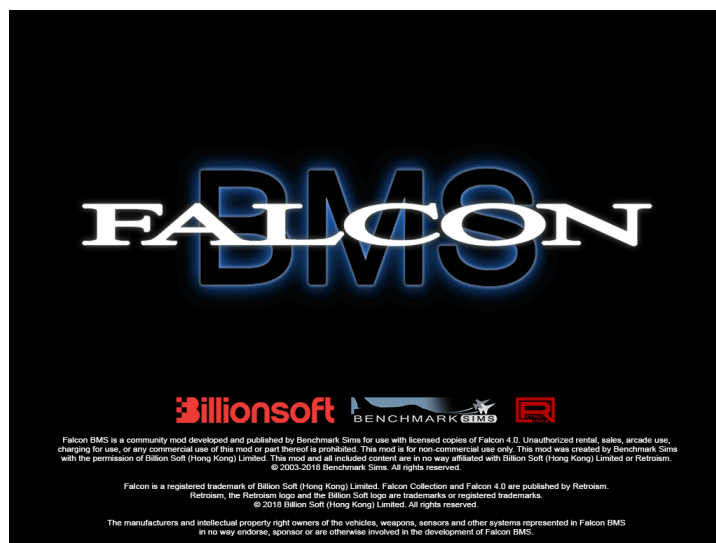 BMS
FALCON
Billionsoft
BENCHMARK SIMS
Falcon BMS is a community mod developed and published by Benchmark Sims for use with licensed copies of Falcon 4.0. Unauthorized rental, sales, arcade use,
charging for use, or any commercial use of this mod or part thereof is prohibited. This mod is for non-commercial use only. This mod was created by Benchmark Sims
with the permission of Billion Soft (Hong Kong) Limited. This mod and all included content are in no way affiliated with Billion Soft (Hong Kong) Limited or Retroism.
© 2003-2018 Benchmark Sims. All rights reserved.
Falcon is a registered trademark of Billion Soft (Hong Kong) Limited. Falcon Collection and Falcon 4.0 are published by Retroism.
Retroism, the Retroism logo and the Billion Soft logo are trademarks or registered trademarks.
© 2018 Billion Soft (Hong Kong) Limited. All rights reserved.
The manufacturers and intellectual property right owners of the vehicles, weapons, sensors and other systems represented in Falcon BMS
in no way endorse, sponsor or are otherwise involved in the development of Falcon BMS.